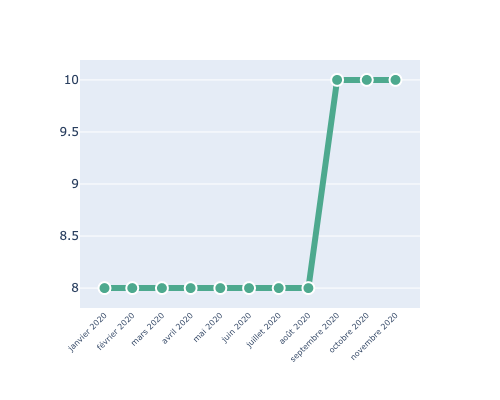 10
9.5
9
8.5
8
janvier 2020
février 2020
mars 2020
avril 2020
mai 2020
juin 2020
juillet 2020
août 2020
septembre 2020
octobre 2020
novembre 2020